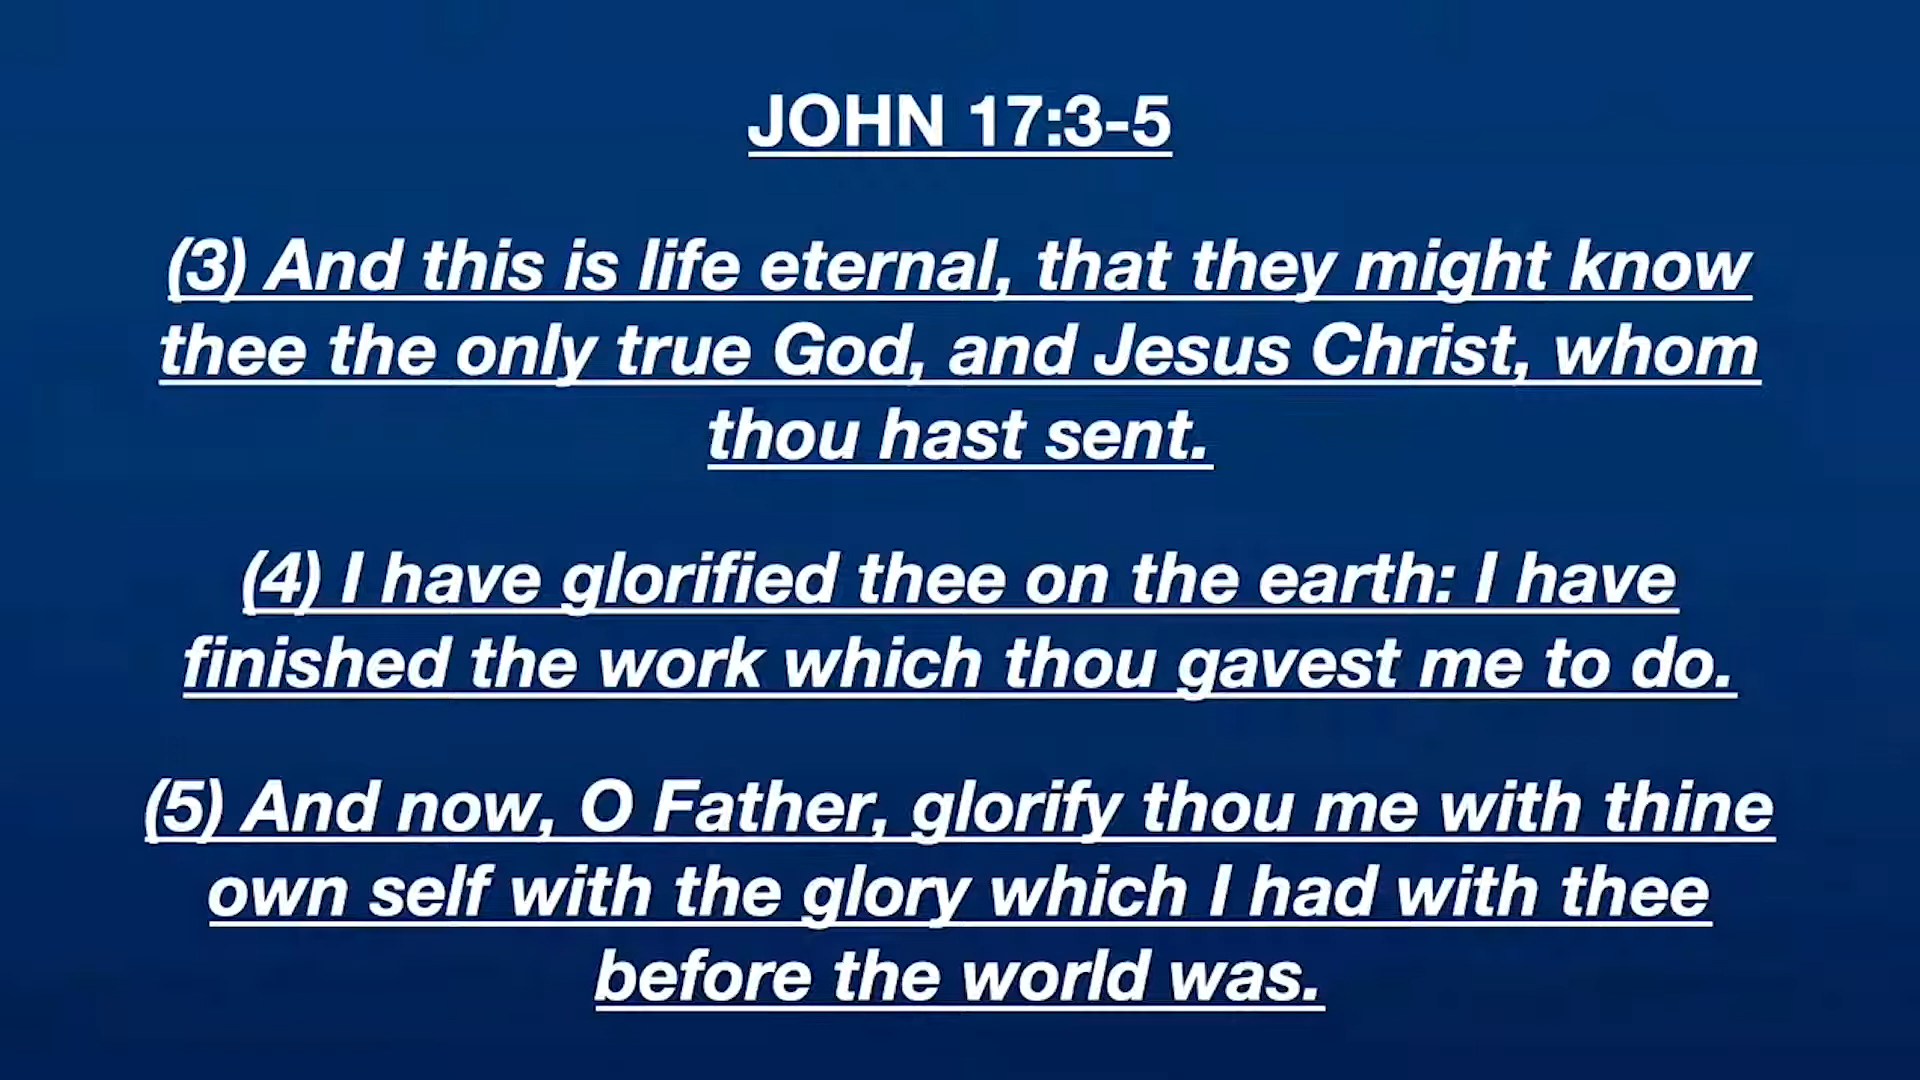 JOHN 17:3-5
(3) And this is life eternal, that they might know
thee the only true God, and Jesus Christ, whom
thou hast sent.
(4) I have glorified thee on the earth: I have
finished the work which thou gavest me to do.
(5) And now, O Father, glorify thou me with thine
own self with the glory which I had with thee
before the world was.